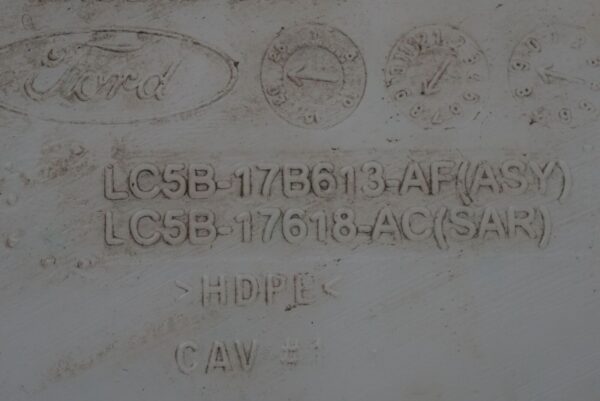 Ford
LC5B-17B613-AF(ASY)
LC5B-17618-AC(SAR)
>HDPE<
CAV #1